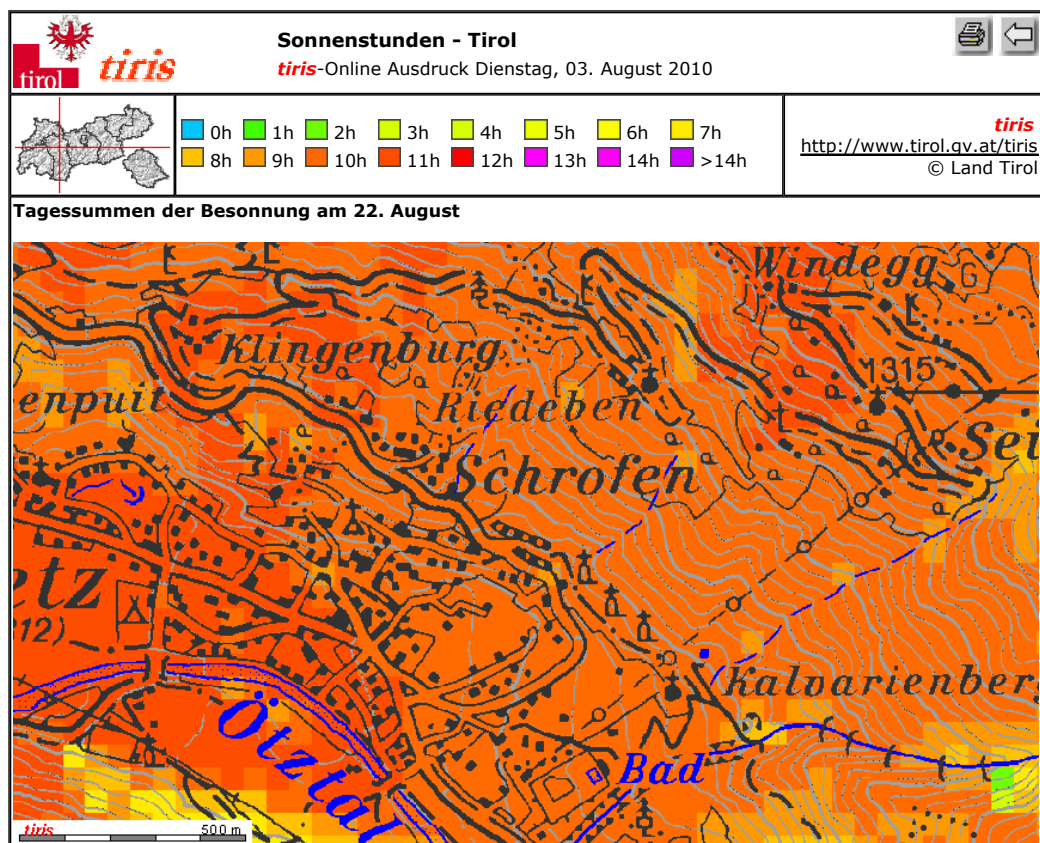 tirol tiris
Sonnenstunden - Tirol
tiris-Online Ausdruck Dienstag, 03. August 2010
0h 1h 2h 3h 4h 5h 6h 7h
8h 9h 10h 11h 12h 13h 14h >14h
tiris
http://www.tirol.gv.at/tiris
© Land Tirol
Tagessummen der Besonnung am 22. August
Windegg
G
Klingenburg
1315
enpuit
Riedeben
Sei
Schrofen
etz
12)
Kalvarienberg
Ötztal
Bad
tiris
500 m